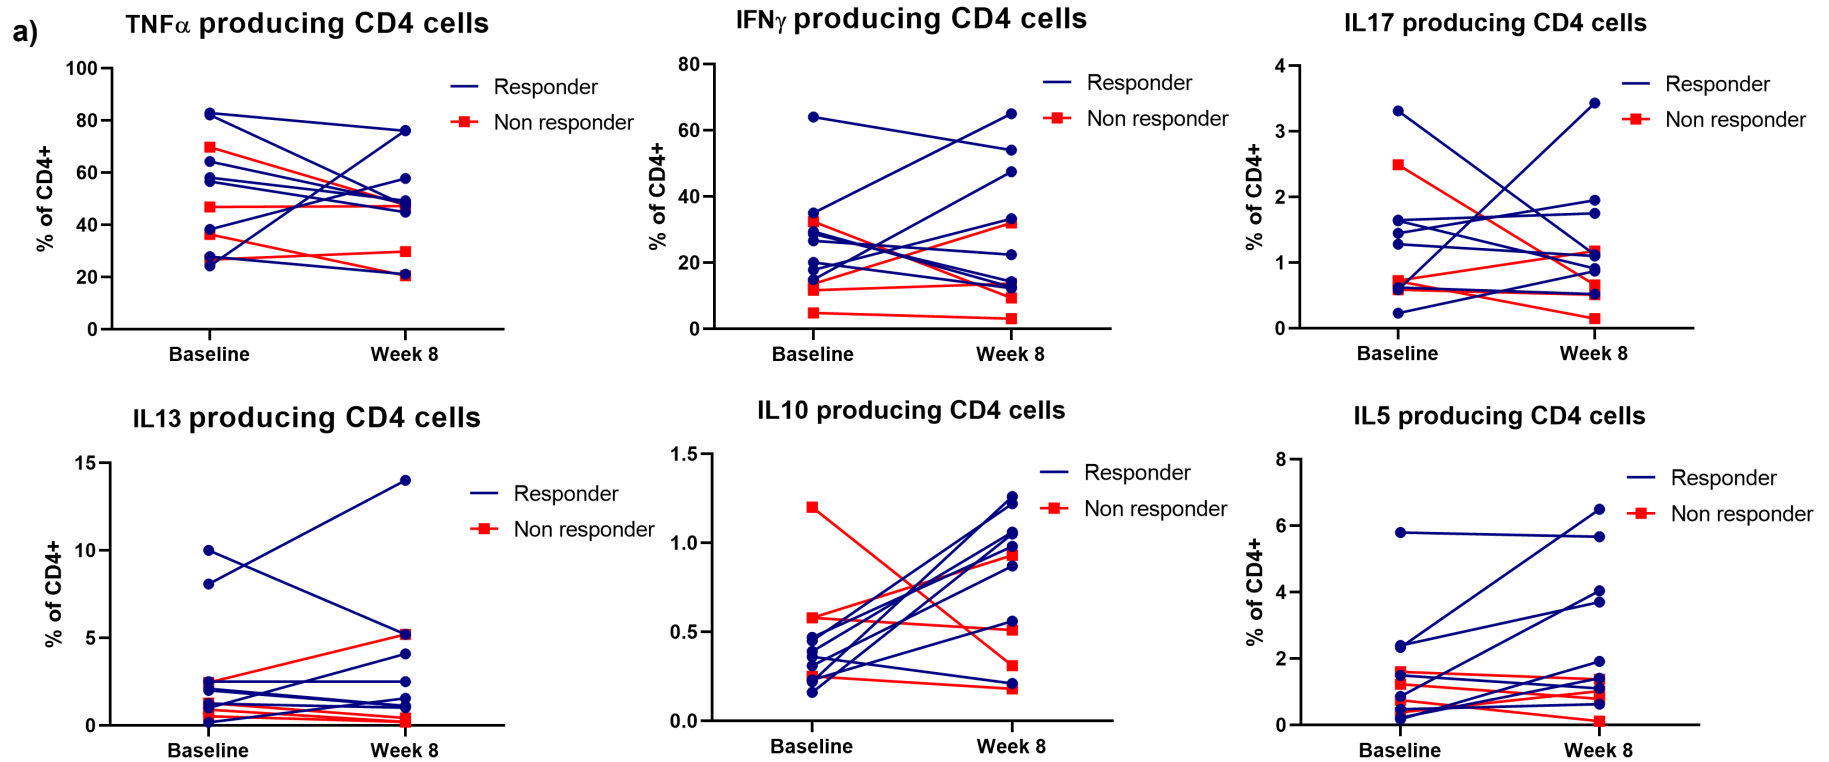 a)
TNFα producing CD4 cells
100
80
60
40
20
0
% of CD4+
Baseline
Week 8
Responder
Non responder
IFNγ producing CD4 cells
80
60
40
20
0
% of CD4+
Baseline
Week 8
Responder
Non responder
IL17 producing CD4 cells
4
3
2
1
0
% of CD4+
Baseline
Week 8
Responder
Non responder
IL13 producing CD4 cells
15
10
5
0
% of CD4+
Baseline
Week 8
Responder
Non responder
IL10 producing CD4 cells
1.5
1.0
0.5
0.0
% of CD4+
Baseline
Week 8
Responder
Non responder
IL5 producing CD4 cells
8
6
4
2
0
% of CD4+
Baseline
Week 8
Responder
Non responder